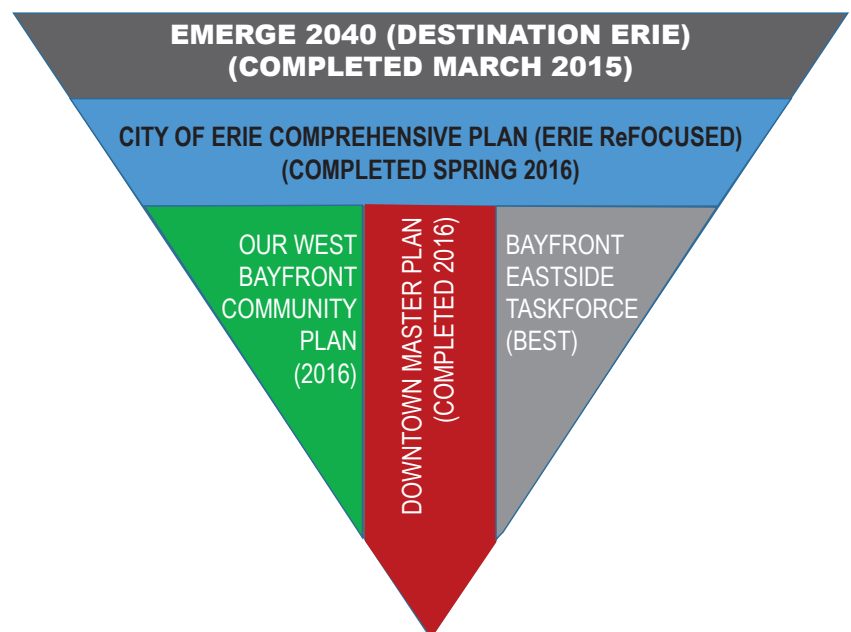 EMERGE 2040 (DESTINATION ERIE)
(COMPLETED MARCH 2015)
CITY OF ERIE COMPREHENSIVE PLAN (ERIE ReFOCUSED)
(COMPLETED SPRING 2016)
OUR WEST
BAYFRONT
COMMUNITY
PLAN
(2016)
DOWNTOWN MASTER PLAN
(COMPLETED 2016)
BAYFRONT
EASTSIDE
TASKFORCE
(BEST)